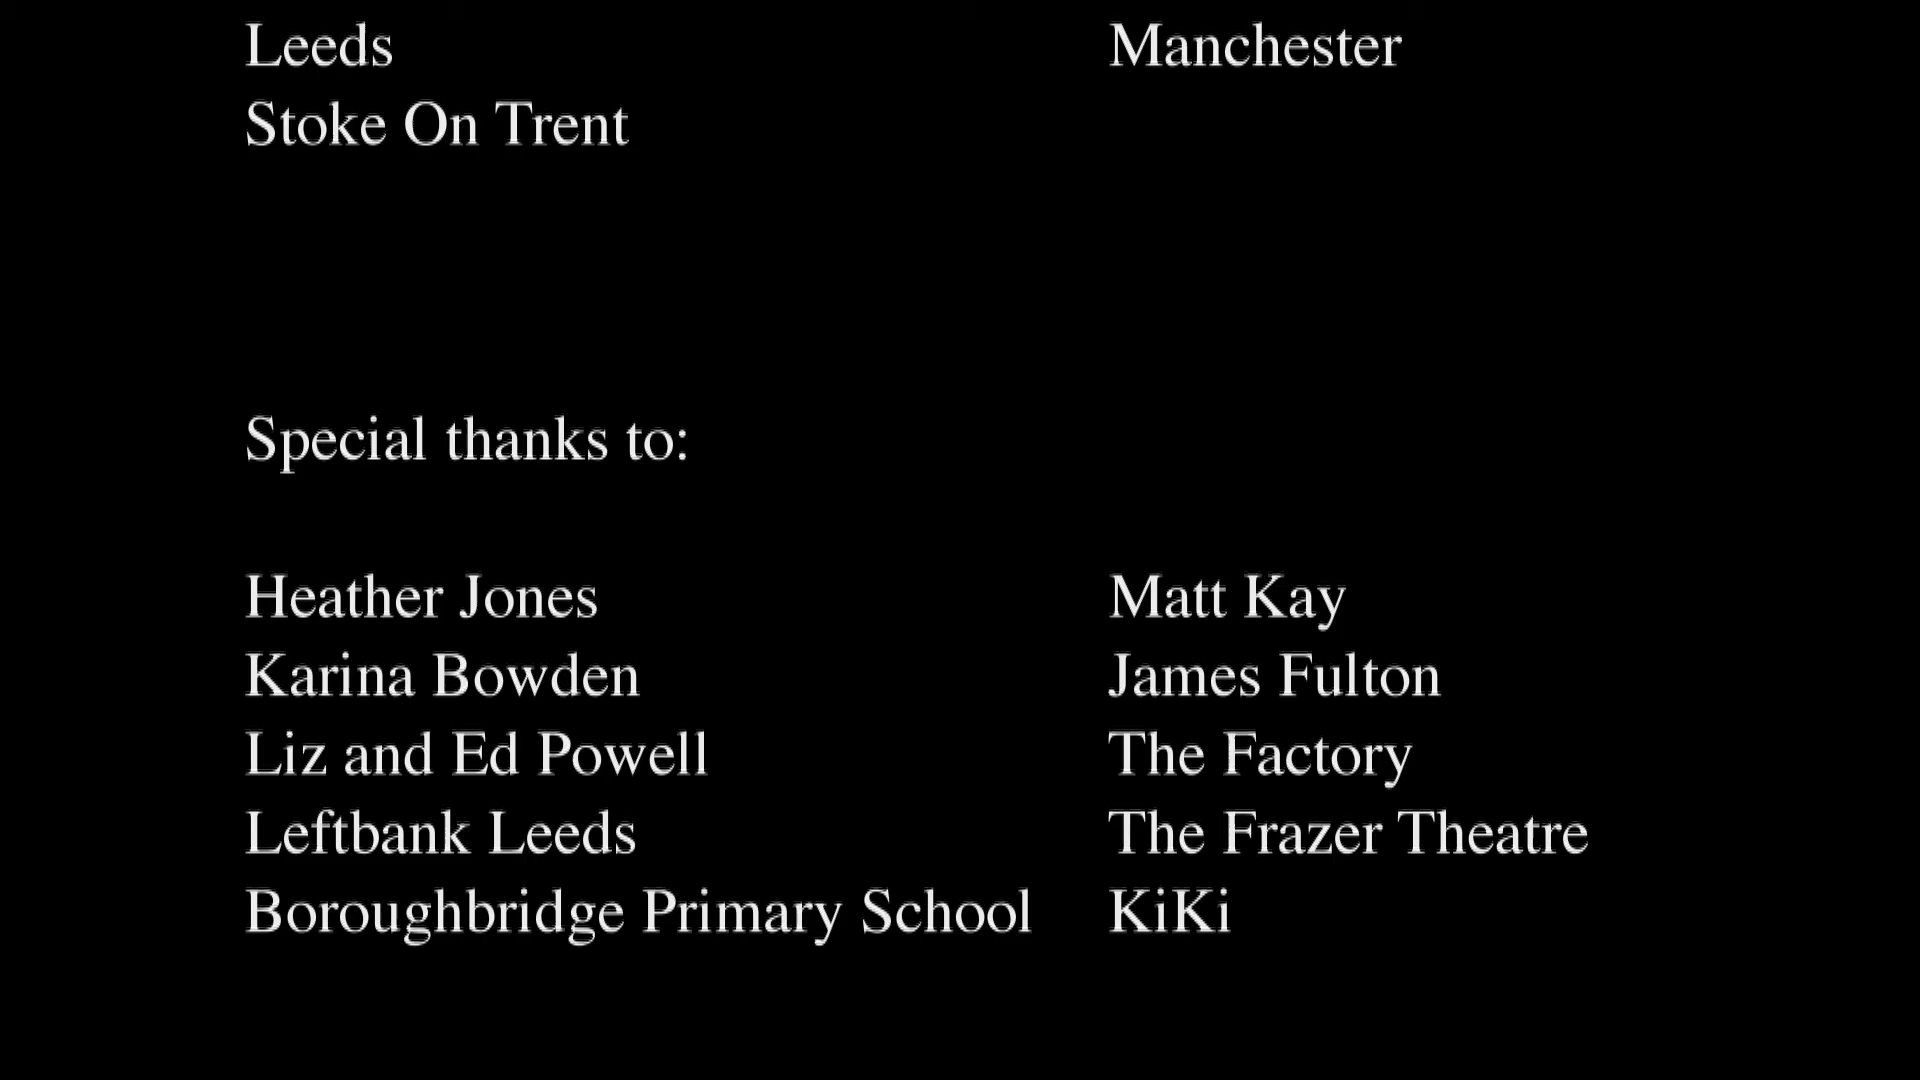 Leeds Manchester
Stoke On Trent
Special thanks to:
Heather Jones Matt Kay
Karina Bowden James Fulton
Liz and Ed Powell The Factory
Leftbank Leeds The Frazer Theatre
Boroughbridge Primary School KiKi